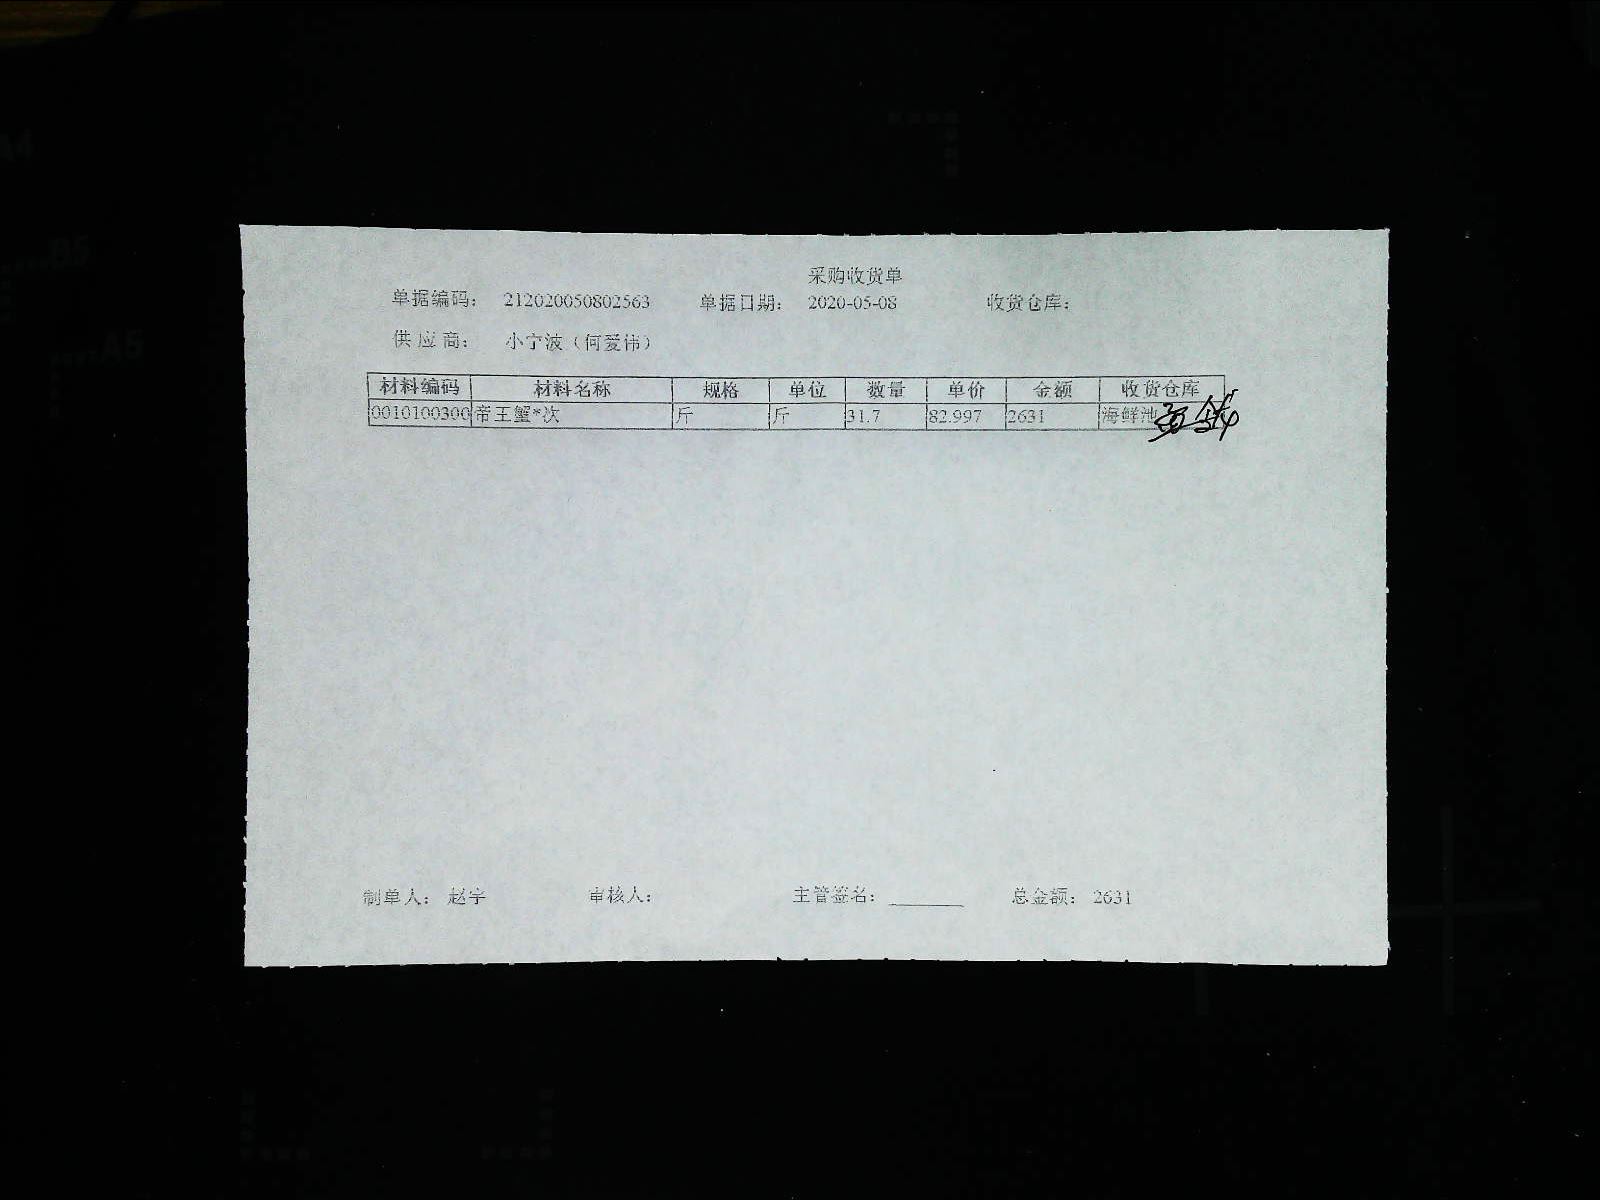 采购收货单
单据编码： 212020050802563 单据日期： 2020-05-08 收货仓库：
供应商： 小宁波（何爱伟）
材料编码 材料名称 规格 单位 数量 单价 金额 收货仓库
0010100300 帝王蟹*次 斤 斤 31.7 82.997 2631 海鲜池
制单人： 赵宇 审核人： 主管签名： 总金额： 2631